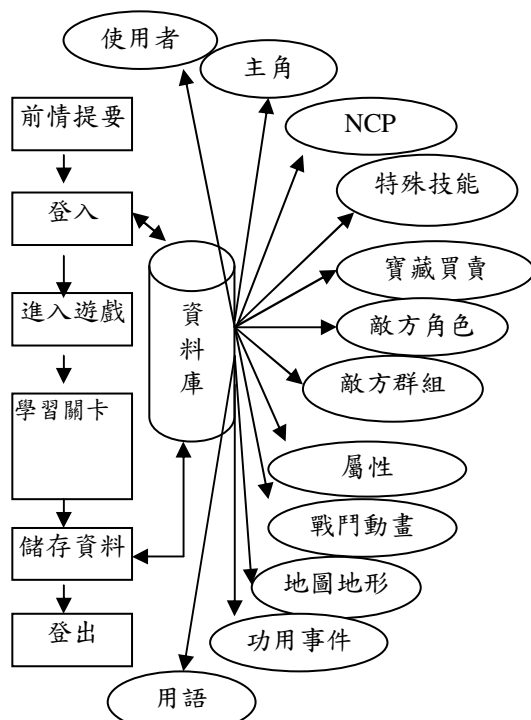 使用者
主角
NCP
特殊技能
寶藏買賣
敵方角色
敵方群組
屬性
戰鬥動畫
地圖地形
功用事件
用語
前情提要
登入
進入遊戲
學習關卡
儲存資料
登出
資
料
庫